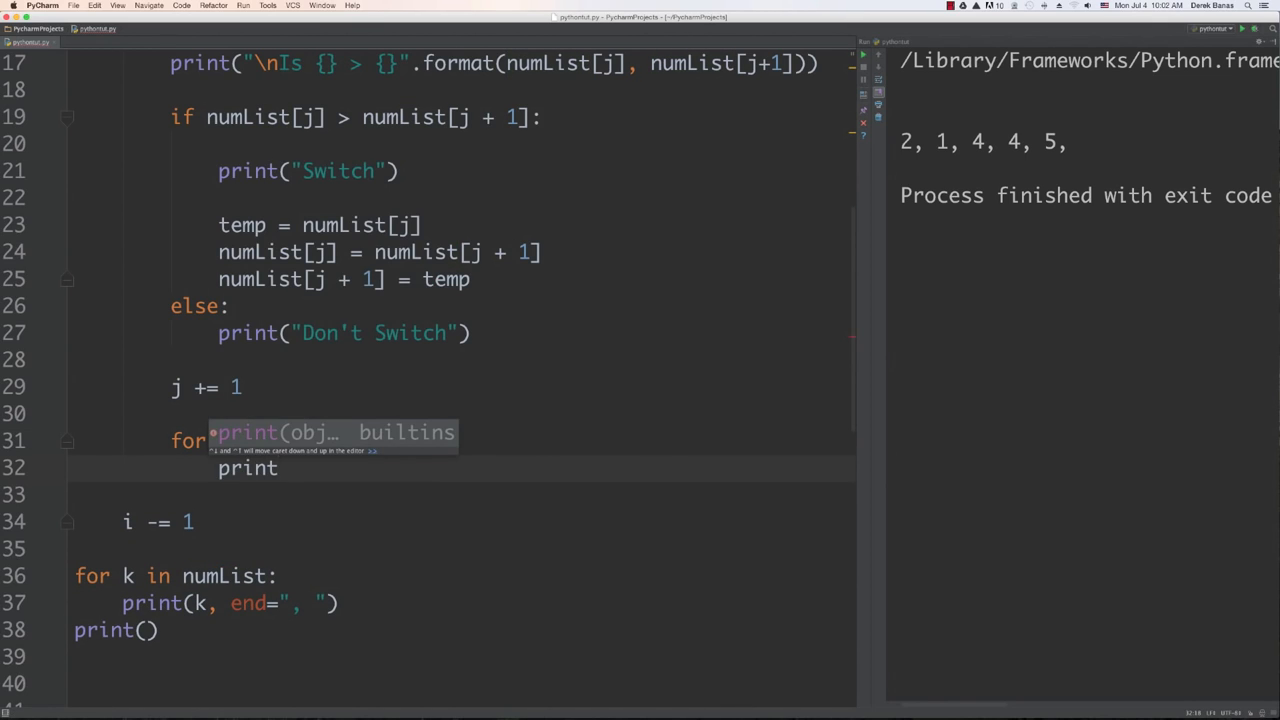 PyCharm File Edit View Navigate Code Refactor Run Tools VCS Window Help 10 Mon Jul 4 10:02 AM Derek Banas
pythontut.py - PycharmProjects - [~/PycharmProjects]
PycharmProjects pythontut.py pythontut
pythontut.py
Run: pythontut
17 print("\nIs {} > {}".format(numList[j], numList[j+1]))
18
19 if numList[j] > numList[j + 1]:
20
21 print("Switch")
22
23 temp = numList[j]
24 numList[j] = numList[j + 1]
25 numList[j + 1] = temp
26 else:
27 print("Don't Switch")
28
29 j += 1
30
31 for
print(obj… builtins
^↓ and ^↑ will move caret down and up in the editor >>
32 print
33
34 i -= 1
35
36 for k in numList:
37 print(k, end=", ")
38 print()
39
40
41
/Library/Frameworks/Python.frame
2, 1, 4, 4, 5,
Process finished with exit code
32:18 LF÷ UTF-8÷